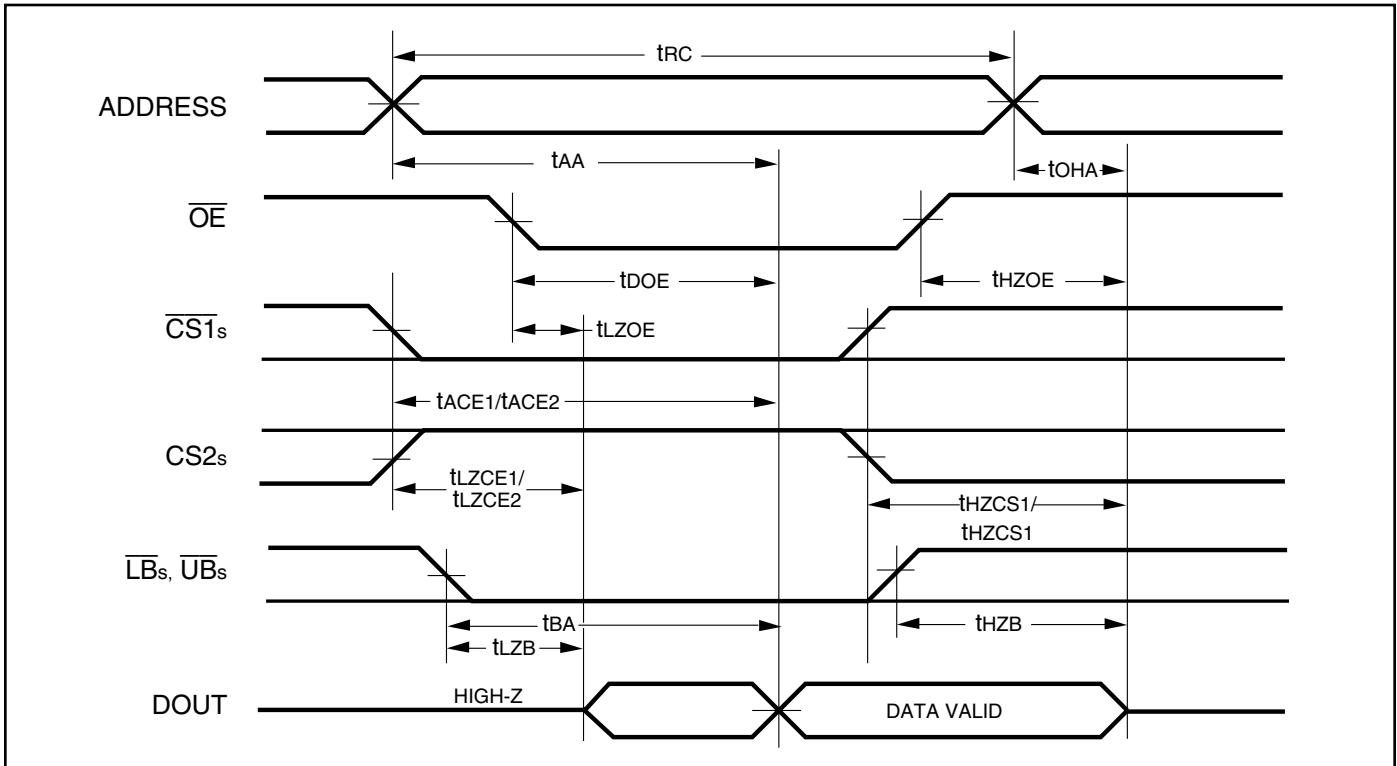 tRC
ADDRESS
tAA
tOHA
OE
tDOE
tHZOE
CS1s
tLZOE
tACE1/tACE2
CS2s
tLZCE1/
tLZCE2
tHZCS1/
tHZCS1
LBs, UBs
tBA
tHZB
tLZB
HIGH-Z
DOUT
DATA VALID